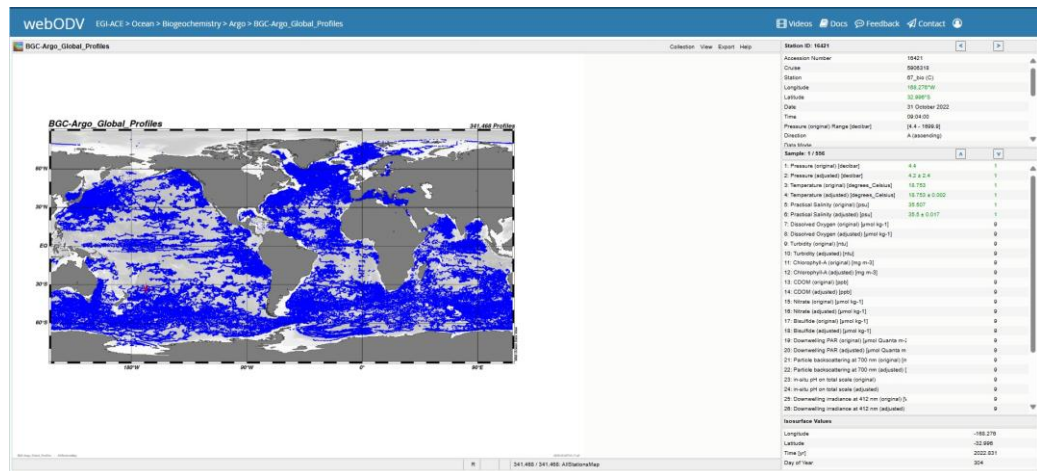 webODV EGI-ACE > Ocean > Biogeochemistry > Argo > BGC-Argo_Global_Profiles Videos Docs Feedback Contact
BGC-Argo_Global_Profiles Collection View Export Help
BGC-Argo_Global_Profiles 341,468 Profiles
60°N
30°N
EQ
30°S
60°S
180°W 90°W 0° 90°E
R 341,468 / 341,468: AllStationsMap
Station ID: 16421 < >
Accession Number 16421
Cruise 5906318
Station 67_bio (C)
Longitude 168.276°W
Latitude 32.996°S
Date 31 October 2022
Time 09:04:00
Pressure (original) Range [decibar]
Direction A (ascending)
Data Mode
Sample: 1 / 556
1: Pressure (original) [decibar] 4.4 1
2: Pressure (adjusted) [decibar] 4.2 ± 2.4 1
3: Temperature (original) [degrees_Celsius] 18.753 1
4: Temperature (adjusted) [degrees_Celsius] 18.753 ± 0.002 1
5: Practical Salinity (original) [psu] 35.507 1
6: Practical Salinity (adjusted) [psu] 35.5 ± 0.017 1
7: Dissolved Oxygen (original) [µmol kg-1] 9
8: Dissolved Oxygen (adjusted) [µmol kg-1] 9
9: Turbidity (original) [ntu] 9
10: Turbidity (adjusted) [ntu] 9
11: Chlorophyll-A (original) [mg m-3] 9
12: Chlorophyll-A (adjusted) [mg m-3] 9
13: CDOM (original) [ppb] 9
14: CDOM (adjusted) [ppb] 9
15: Nitrate (original) [µmol kg-1] 9
16: Nitrate (adjusted) [µmol kg-1] 9
17: Bisulfide (original) [µmol kg-1] 9
18: Bisulfide (adjusted) [µmol kg-1] 9
19: Downwelling PAR (original) [µmol Quanta m-2 9
20: Downwelling PAR (adjusted) [µmol Quanta m 9
21: Particle backscattering at 700 nm (original) [m 9
22: Particle backscattering at 700 nm (adjusted) [ 9
23: in-situ pH on total scale (original) 9
24: in-situ pH on total scale (adjusted) 9
25: Downwelling irradiance at 412 nm (original) [W 9
26: Downwelling irradiance at 412 nm (adjusted) 9
Isosurface Values
Longitude -168.276
Latitude -32.996
Time [yr] 2022.831
Day of Year 304